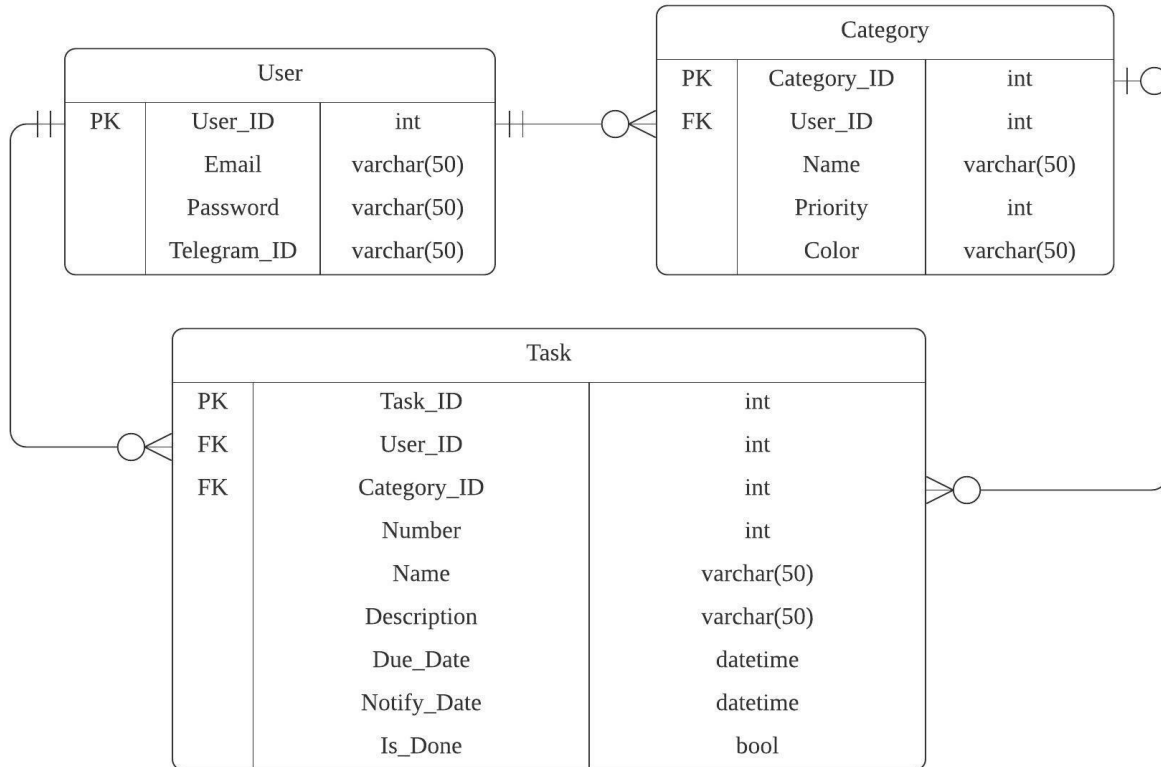 User
PK User_ID int
Email varchar(50)
Password varchar(50)
Telegram_ID varchar(50)
Category
PK Category_ID int
FK User_ID int
Name varchar(50)
Priority int
Color varchar(50)
Task
PK Task_ID int
FK User_ID int
FK Category_ID int
Number int
Name varchar(50)
Description varchar(50)
Due_Date datetime
Notify_Date datetime
Is_Done bool